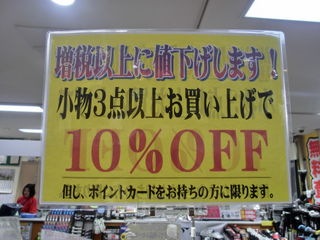 増税以上に値下げします!
小物3点以上お買い上げで
10%OFF
但し、ポイントカードをお持ちの方に限ります。
無料